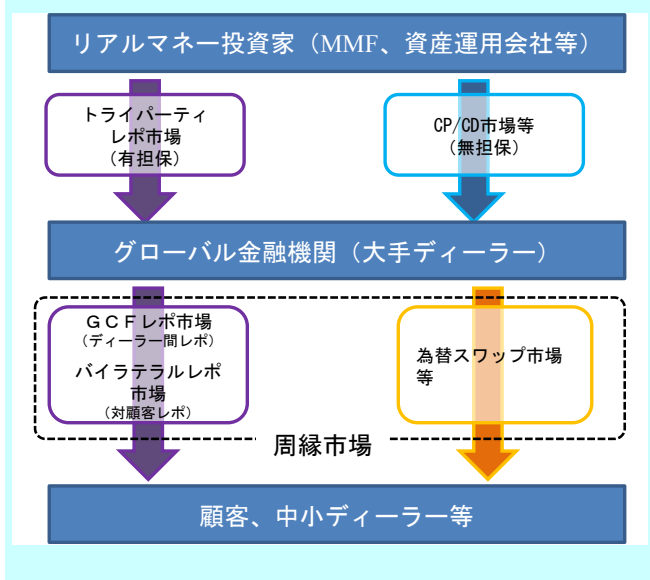 リアルマネー投資家（MMF、資産運用会社等）
トライパーティ
レポ市場
（有担保）
CP/CD市場等
（無担保）
グローバル金融機関（大手ディーラー）
ＧＣＦレポ市場
（ディーラー間レポ）
バイラテラルレポ
市場
（対顧客レポ）
為替スワップ市場
等
周縁市場
顧客、中小ディーラー等